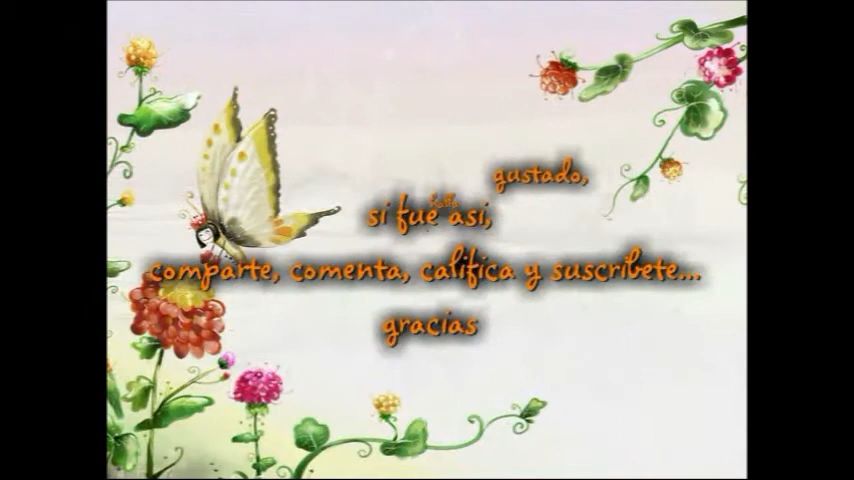 gustado,
si fue asi,
comparte, comenta, califica y suscribete...
gracias